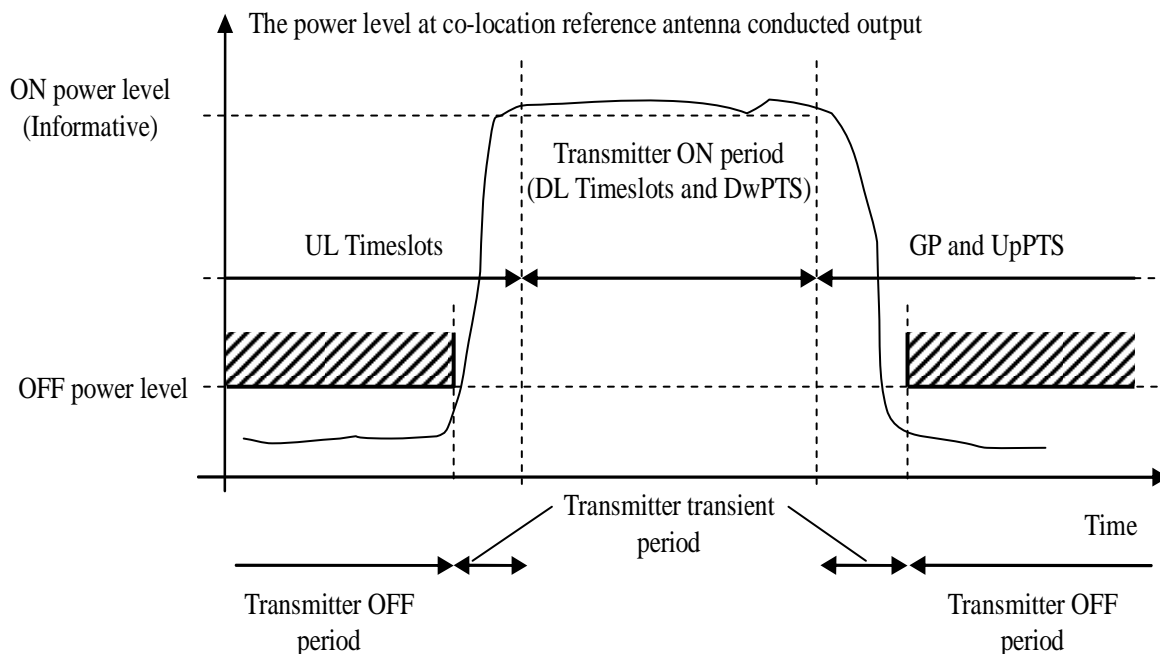 The power level at co-location reference antenna conducted output
ON power level
(Informative)
Transmitter ON period
(DL Timeslots and DwPTS)
UL Timeslots
GP and UpPTS
OFF power level
Transmitter transient
period
Time
Transmitter OFF
period
Transmitter OFF
period